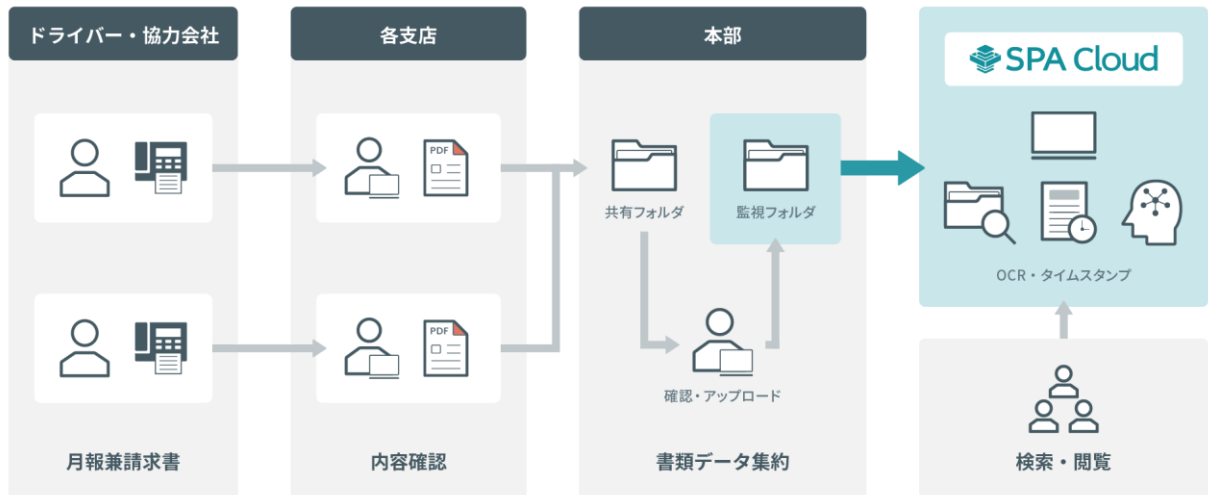 ドライバー・協力会社
各支店
本部
SPA Cloud
PDF
共有フォルダ
監視フォルダ
OCR・タイムスタンプ
PDF
確認・アップロード
月報兼請求書
内容確認
書類データ集約
検索・閲覧